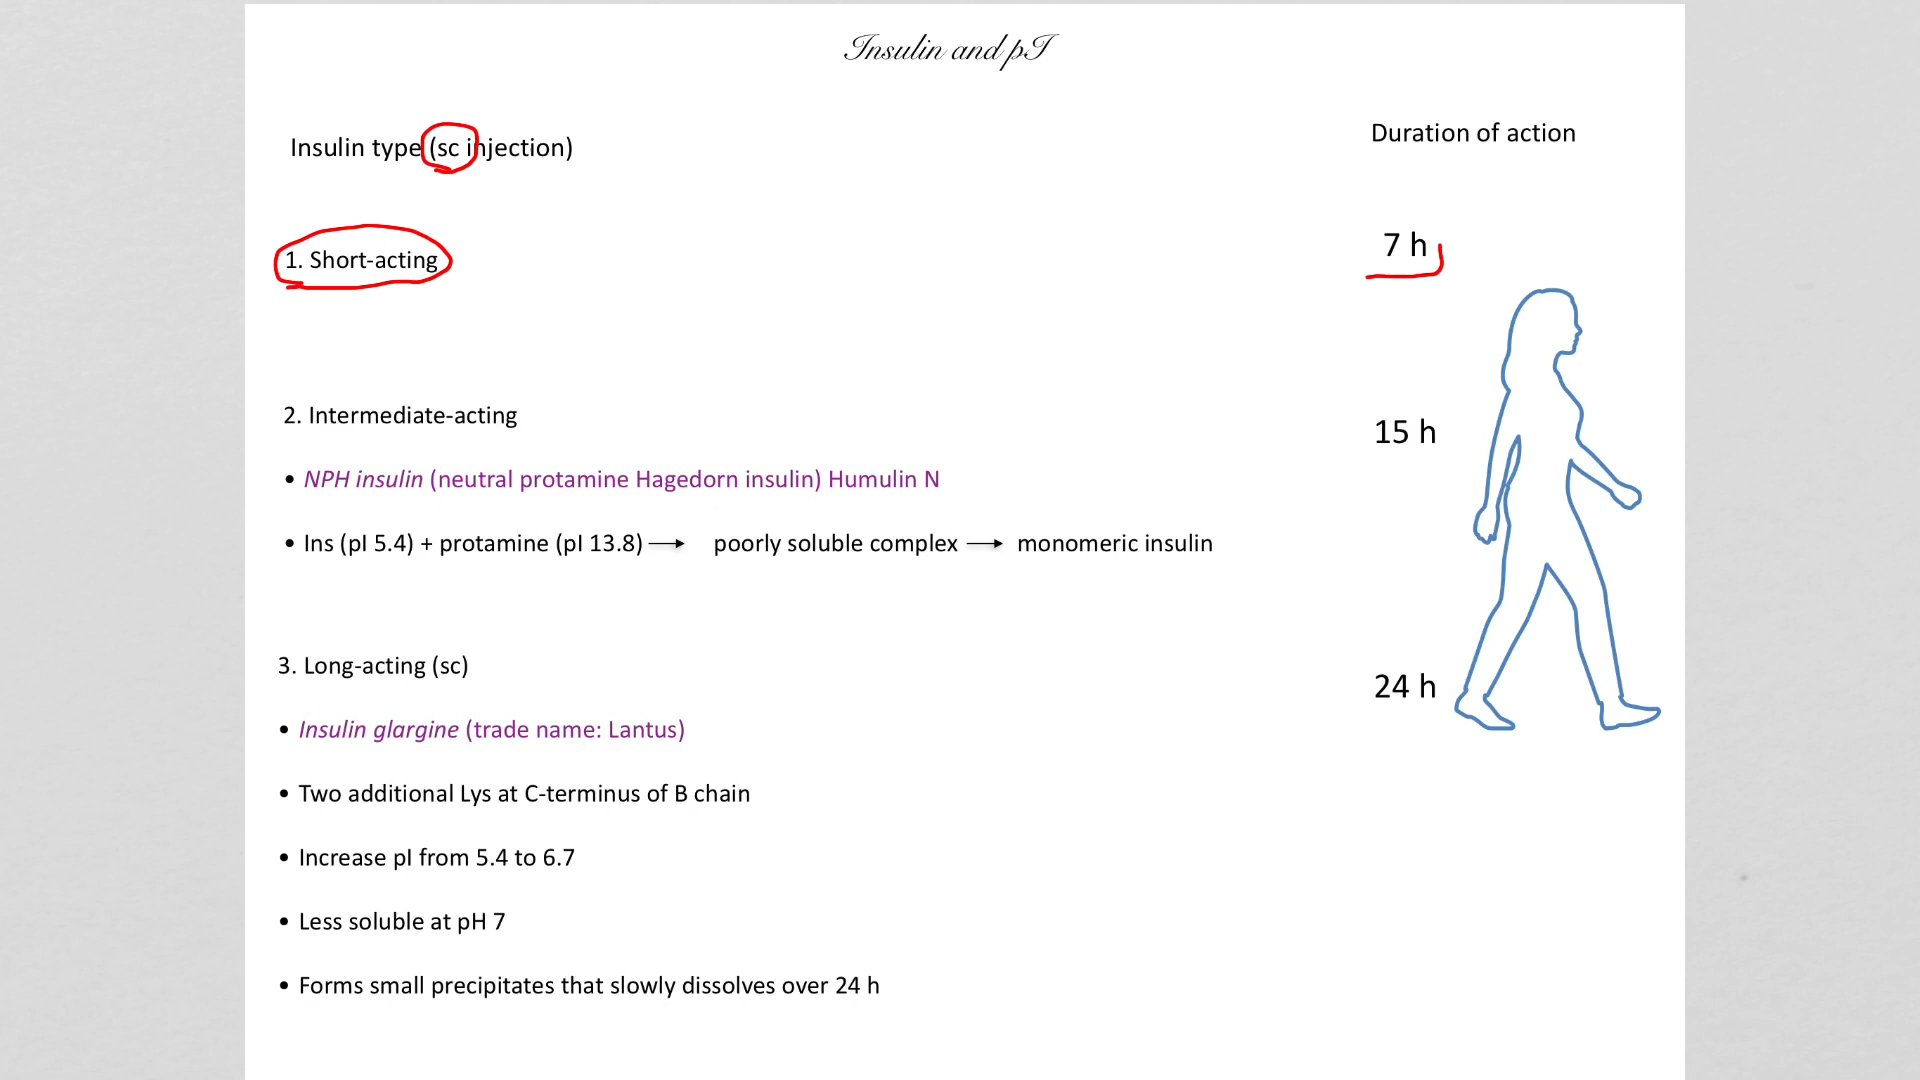 Insulin and pI
Insulin type (sc injection)
Duration of action
1. Short-acting
7 h
2. Intermediate-acting
15 h
• NPH insulin (neutral protamine Hagedorn insulin) Humulin N
• Ins (pI 5.4) + protamine (pI 13.8) → poorly soluble complex → monomeric insulin
3. Long-acting (sc)
24 h
• Insulin glargine (trade name: Lantus)
• Two additional Lys at C-terminus of B chain
• Increase pI from 5.4 to 6.7
• Less soluble at pH 7
• Forms small precipitates that slowly dissolves over 24 h